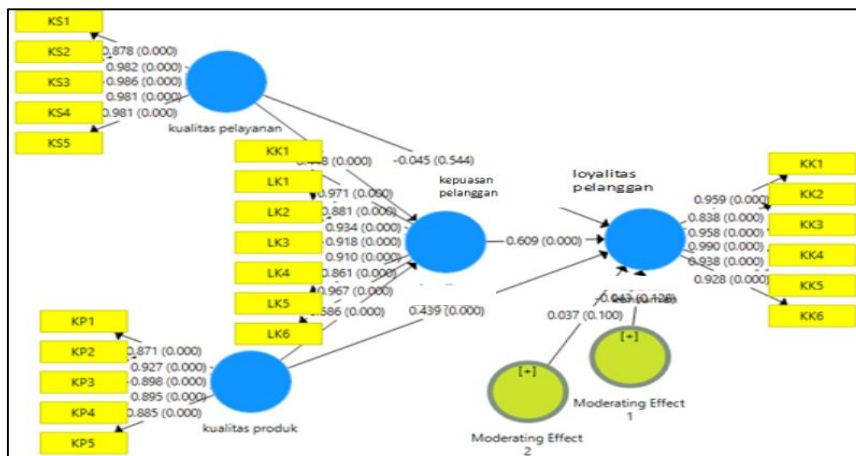 KS1
KS2
KS3
KS4
KS5
0.878 (0.000)
0.982 (0.000)
0.986 (0.000)
0.981 (0.000)
0.981 (0.000)
kualitas pelayanan
(0.000)
-0.045 (0.544)
KK1
LK1
LK2
LK3
LK4
LK5
LK6
0.971 (0.000)
0.881 (0.000)
0.934 (0.000)
0.918 (0.000)
0.910 (0.000)
0.861 (0.000)
0.967 (0.000)
(0.000)
kepuasan
pelanggan
loyalitas
pelanggan
0.609 (0.000)
0.439 (0.000)
KK1
KK2
KK3
KK4
KK5
KK6
0.959 (0.000)
0.838 (0.000)
0.958 (0.000)
0.990 (0.000)
0.938 (0.000)
0.928 (0.000)
0.037 (0.100)
KP1
KP2
KP3
KP4
KP5
0.871 (0.000)
0.927 (0.000)
0.898 (0.000)
0.895 (0.000)
0.885 (0.000)
kualitas produk
[+]
Moderating Effect
2
[+]
Moderating Effect
1